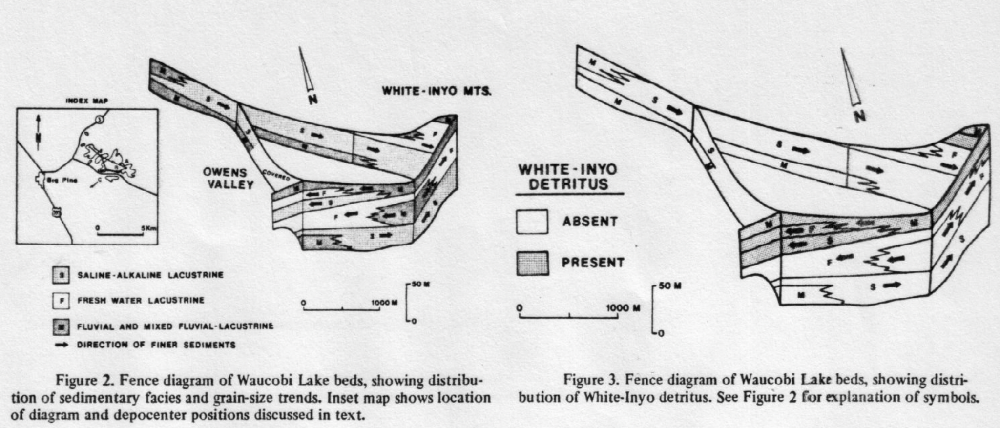 INDEX MAP
N
3
A
B
C
Big Pine
0 5Km
WHITE-INYO MTS.
N
M
M
S
S
M
S
M
M
F
F
S
OWENS
VALLEY
COVERED
M
M
F
S
F
M
M
S
S SALINE-ALKALINE LACUSTRINE
F FRESH WATER LACUSTRINE
M FLUVIAL AND MIXED FLUVIAL-LACUSTRINE
DIRECTION OF FINER SEDIMENTS
0 1000 M
50 M
0
Figure 2. Fence diagram of Waucobi Lake beds, showing distribu-
tion of sedimentary facies and grain-size trends. Inset map shows location
of diagram and depocenter positions discussed in text.
N
M
M
S
S
M
S
M
M
F
F
S
M
M
F
S
F
M
S
WHITE-INYO
DETRITUS
ABSENT
PRESENT
0 1000 M
50 M
0
Figure 3. Fence diagram of Waucobi Lake beds, showing distri-
bution of White-Inyo detritus. See Figure 2 for explanation of symbols.